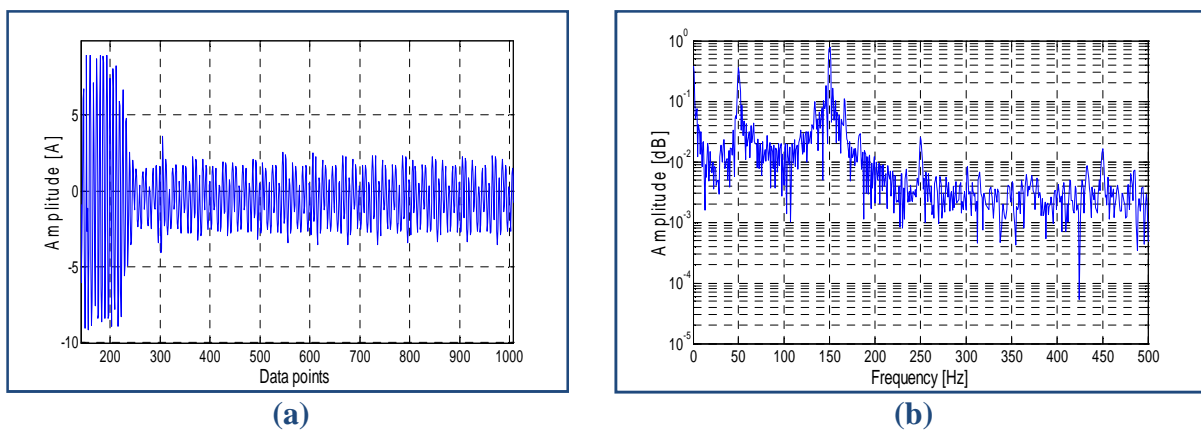 Amplitude [A]
5
0
-5
-10
200 300 400 500 600 700 800 900 1000
Data points
(a)
Amplitude [dB]
10^0
10^-1
10^-2
10^-3
10^-4
10^-5
0 50 100 150 200 250 300 350 400 450 500
Frequency [Hz]
(b)